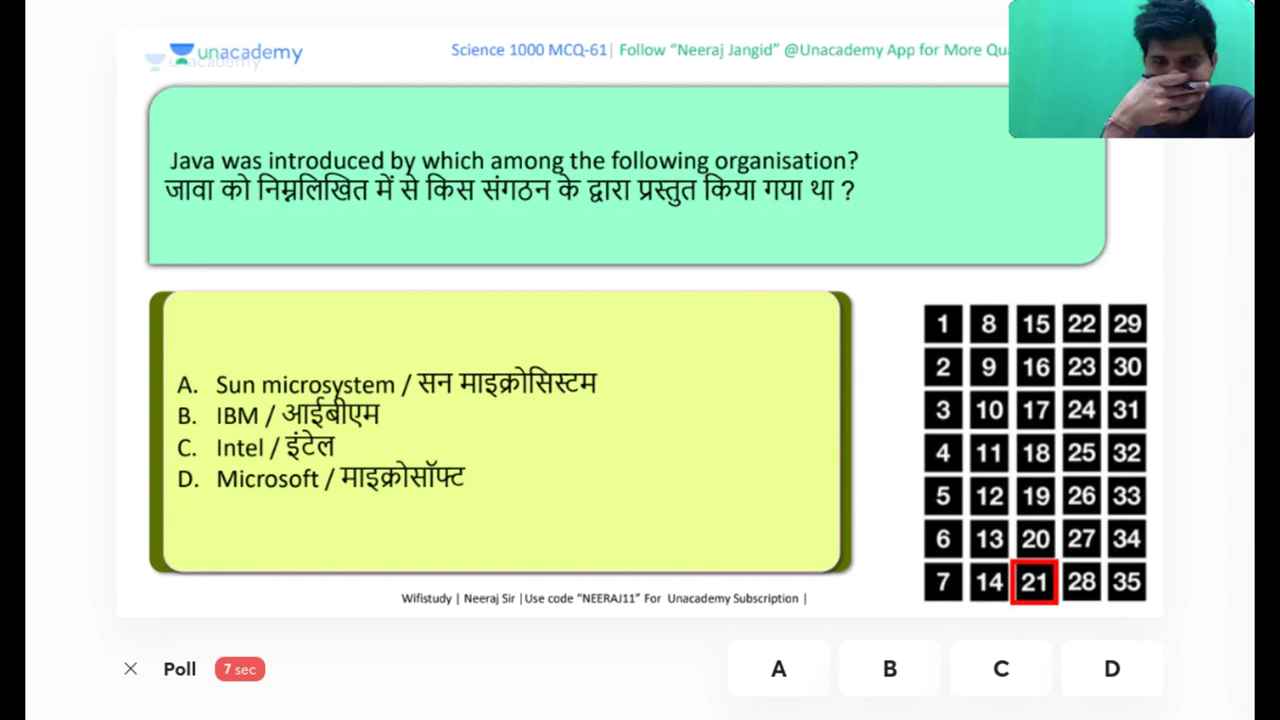 unacademy
unacademy
Science 1000 MCQ-61| Follow “Neeraj Jangid” @Unacademy App for More
Java was introduced by which among the following organisation?
जावा को निम्नलिखित में से किस संगठन के द्वारा प्रस्तुत किया गया था ?
A. Sun microsystem / सन माइक्रोसिस्टम
B. IBM / आईबीएम
C. Intel / इंटेल
D. Microsoft / माइक्रोसॉफ्ट
1 8 15 22 29
2 9 16 23 30
3 10 17 24 31
4 11 18 25 32
5 12 19 26 33
6 13 20 27 34
7 14 21 28 35
Wifistudy | Neeraj Sir |Use code “NEERAJ11” For Unacademy Subscription |
Poll 7 sec A B C D